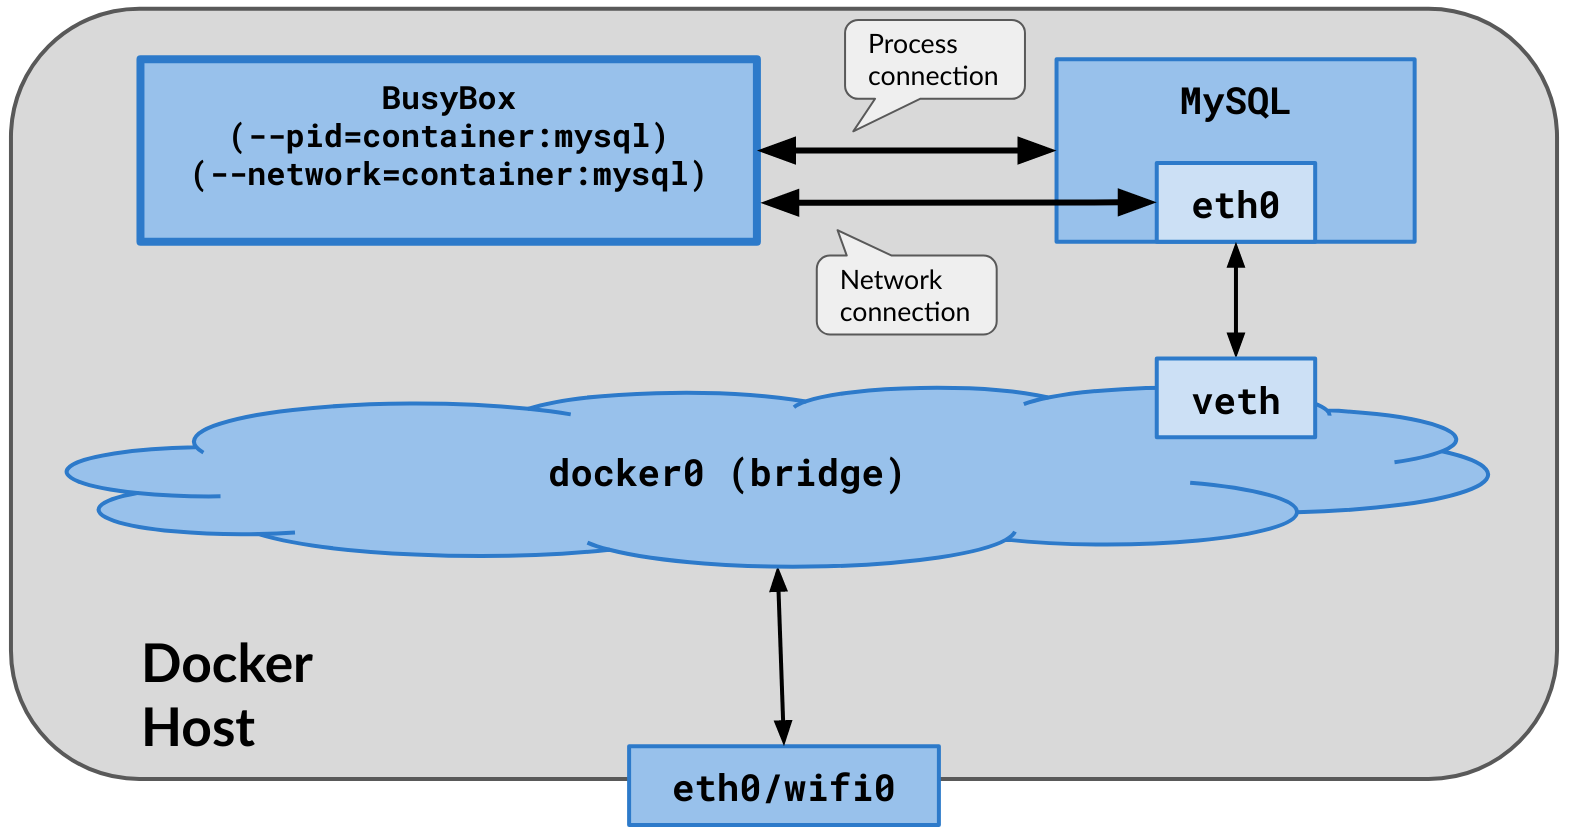 Process
connection
BusyBox
(--pid=container:mysql)
(--network=container:mysql)
MySQL
eth0
Network
connection
veth
docker0 (bridge)
Docker
Host
eth0/wifi0